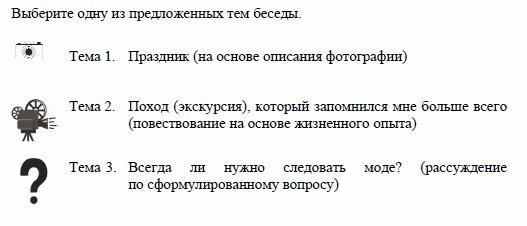 Выберите одну из предложенных тем беседы.
Тема 1. Праздник (на основе описания фотографии)
Тема 2. Поход (экскурсия), который запомнился мне больше всего
(повествование на основе жизненного опыта)
Тема 3. Всегда ли нужно следовать моде? (рассуждение
по сформулированному вопросу)